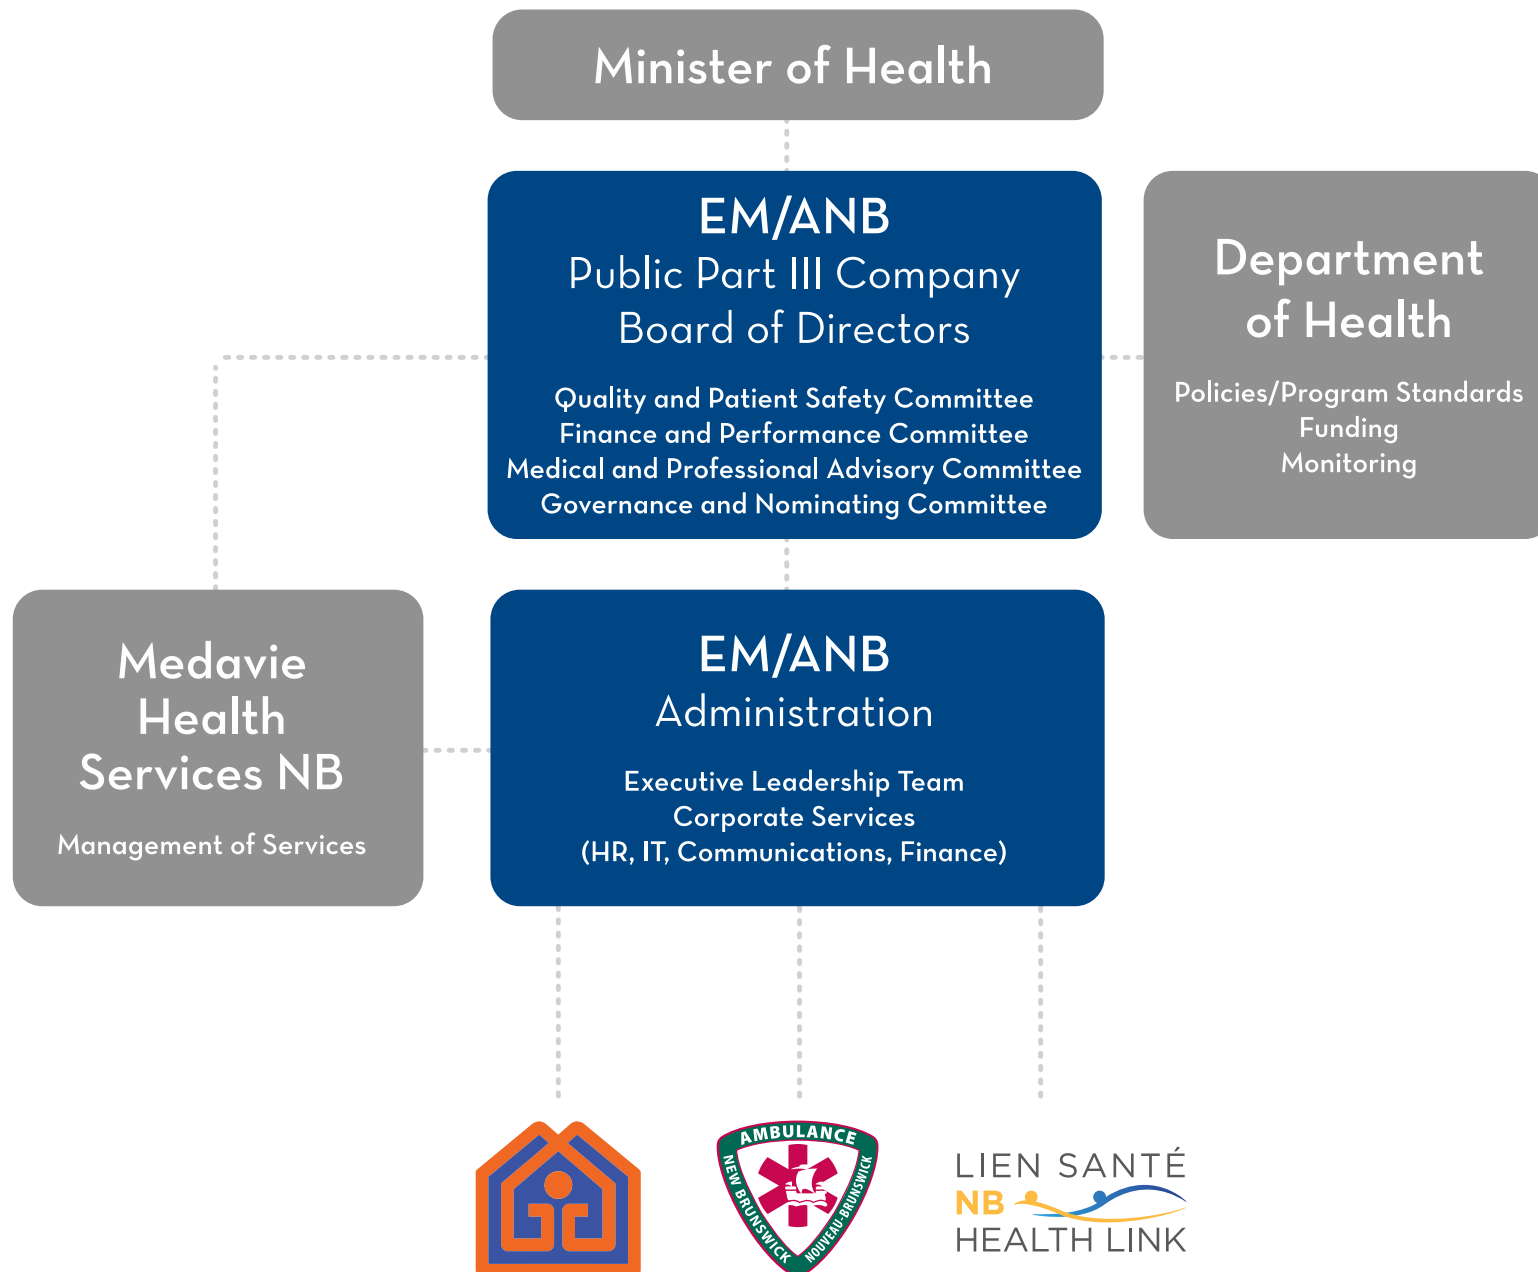 Minister of Health
EM/ANB
Public Part III Company
Board of Directors
Quality and Patient Safety Committee
Finance and Performance Committee
Medical and Professional Advisory Committee
Governance and Nominating Committee
Department
of Health
Policies/Program Standards
Funding
Monitoring
Medavie
Health
Services NB
Management of Services
EM/ANB
Administration
Executive Leadership Team
Corporate Services
(HR, IT, Communications, Finance)
AMBULANCE
NEW BRUNSWICK
NOUVEAU-BRUNSWICK
LIEN SANTÉ
NB
HEALTH LINK